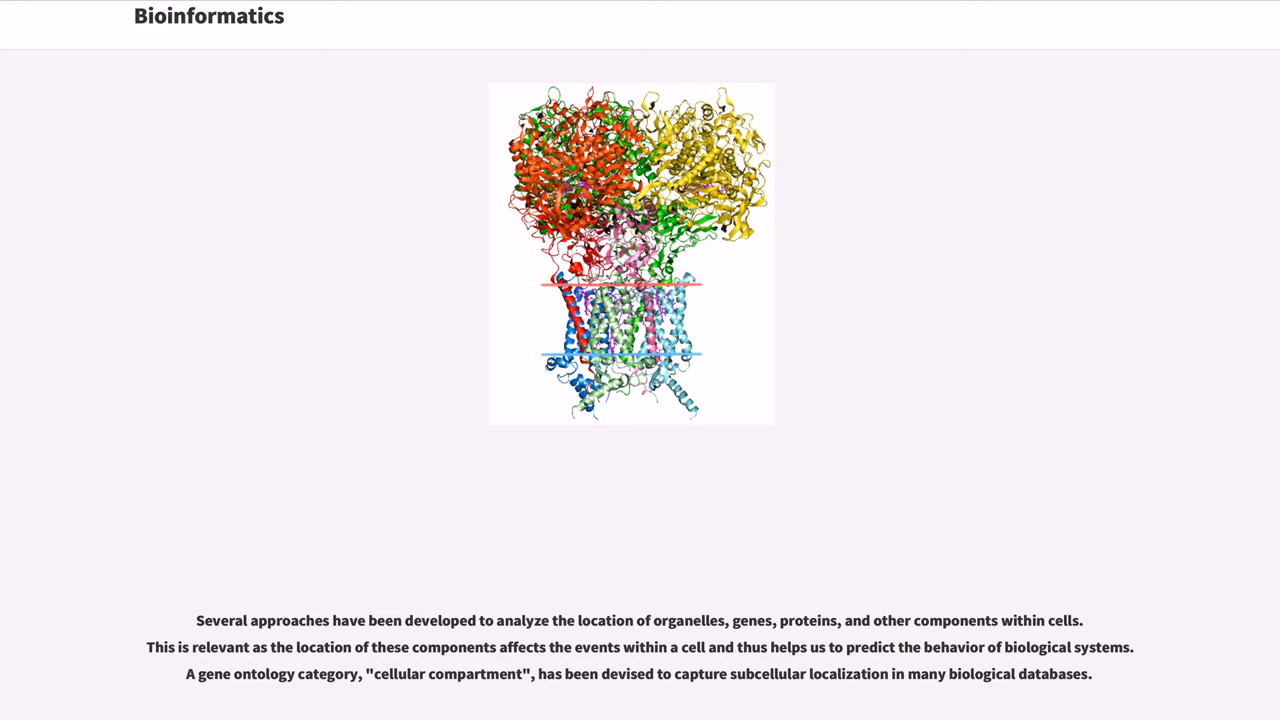 Bioinformatics
Several approaches have been developed to analyze the location of organelles, genes, proteins, and other components within cells.
This is relevant as the location of these components affects the events within a cell and thus helps us to predict the behavior of biological systems.
A gene ontology category, "cellular compartment", has been devised to capture subcellular localization in many biological databases.